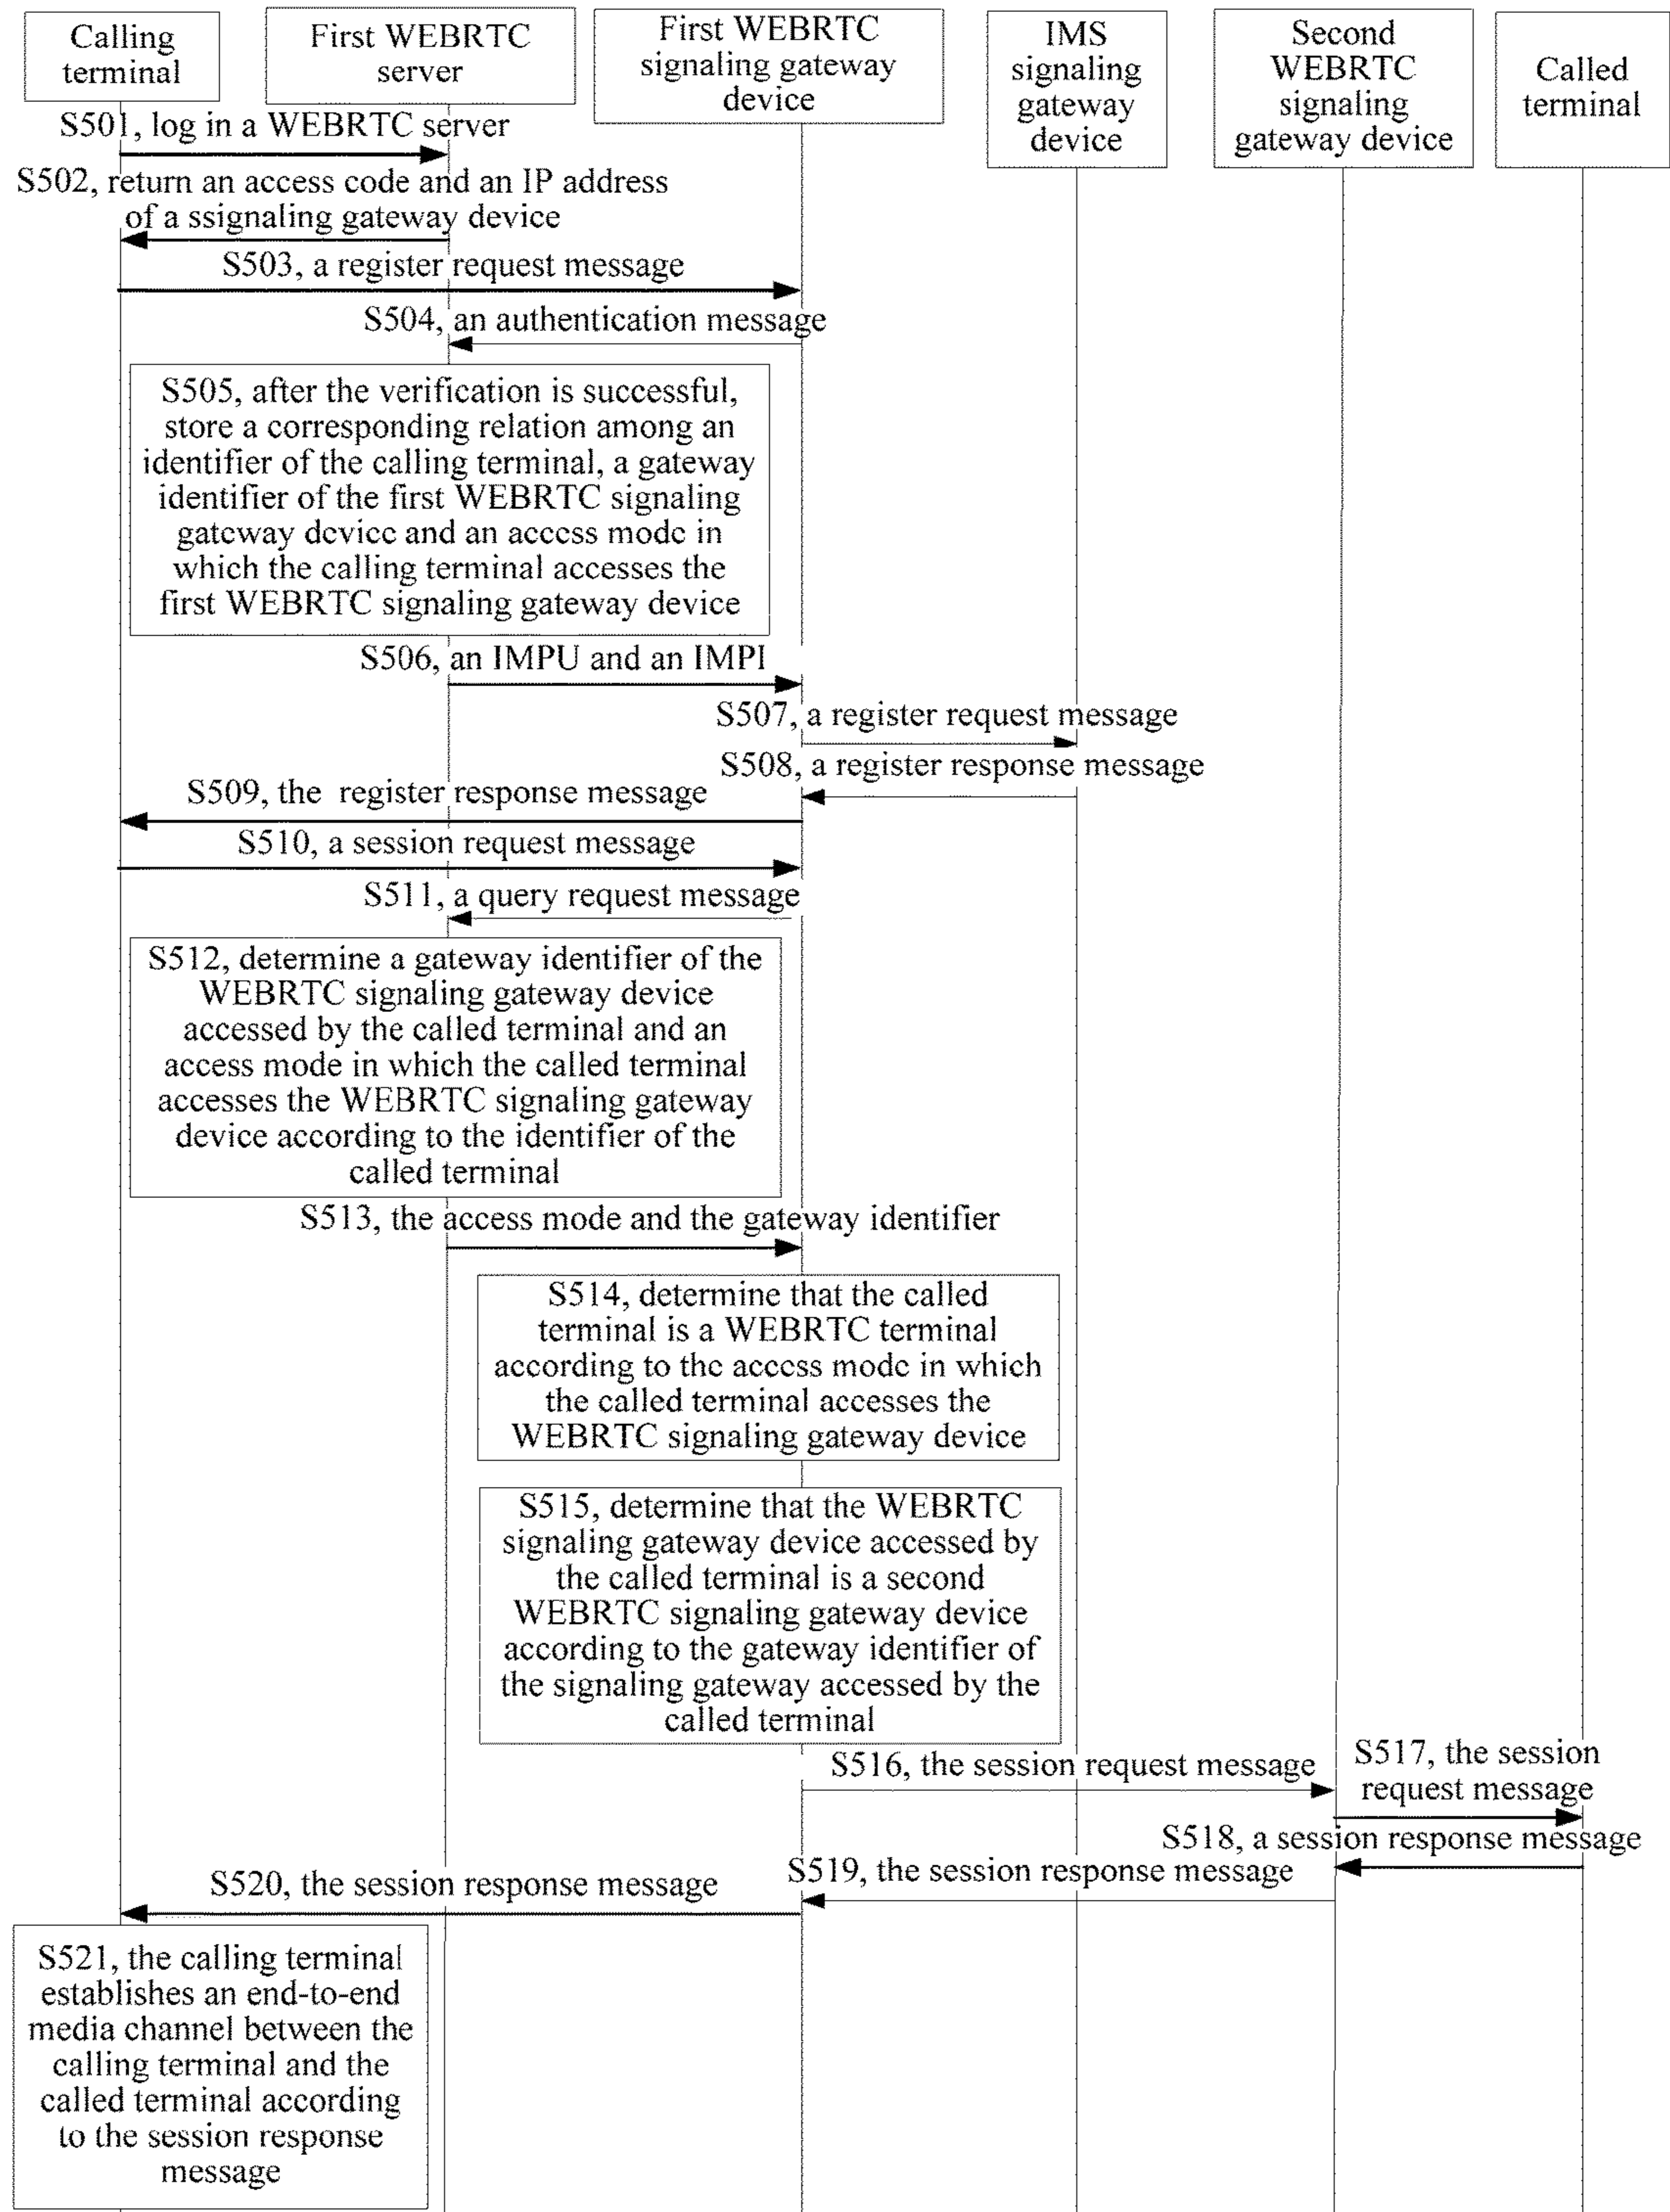 Calling
terminal
First WEBRTC
server
First WEBRTC
signaling gateway
device
IMS
signaling
gateway
device
Second
WEBRTC
signaling
gateway device
Called
terminal
S501, log in a WEBRTC server
S502, return an access code and an IP address
of a ssignaling gateway device
S503, a register request message
S504, an authentication message
S505, after the verification is successful,
store a corresponding relation among an
identifier of the calling terminal, a gateway
identifier of the first WEBRTC signaling
gateway device and an access mode in
which the calling terminal accesses the
first WEBRTC signaling gateway device
S506, an IMPU and an IMPI
S507, a register request message
S508, a register response message
S509, the register response message
S510, a session request message
S511, a query request message
S512, determine a gateway identifier of the
WEBRTC signaling gateway device
accessed by the called terminal and an
access mode in which the called terminal
accesses the WEBRTC signaling gateway
device according to the identifier of the
called terminal
S513, the access mode and the gateway identifier
S514, determine that the called
terminal is a WEBRTC terminal
according to the access mode in which
the called terminal accesses the
WEBRTC signaling gateway device
S515, determine that the WEBRTC
signaling gateway device accessed by
the called terminal is a second
WEBRTC signaling gateway device
according to the gateway identifier of
the signaling gateway accessed by the
called terminal
S516, the session request message
S517, the session
request message
S518, a session response message
S519, the session response message
S520, the session response message
S521, the calling terminal
establishes an end-to-end
media channel between the
calling terminal and the
called terminal according
to the session response
message